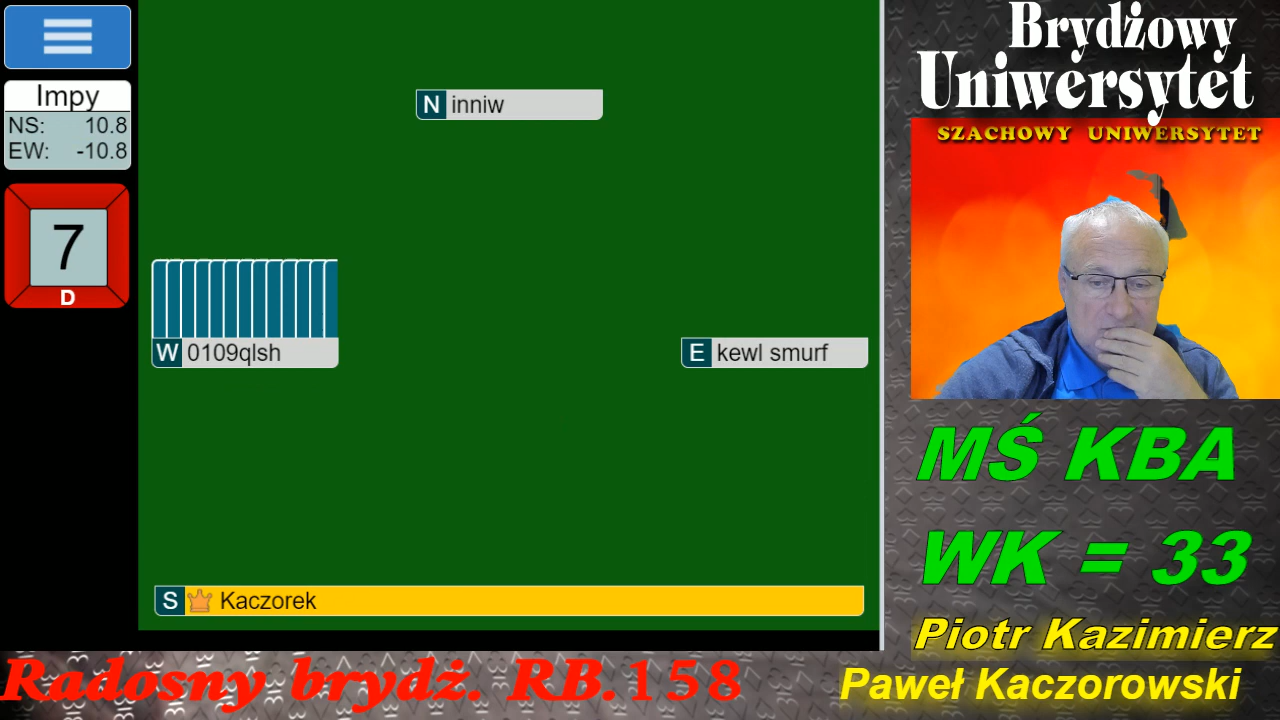 Impy
NS: 10.8
EW: -10.8
7
D
N inniw
W 0109qlsh
E kewl smurf
S Kaczorek
Brydżowy
Uniwersytet
SZACHOWY UNIWERSYTET
MŚ KBA
WK = 33
Piotr Kazimierz
Paweł Kaczorowski
Radosny brydż. RB.158